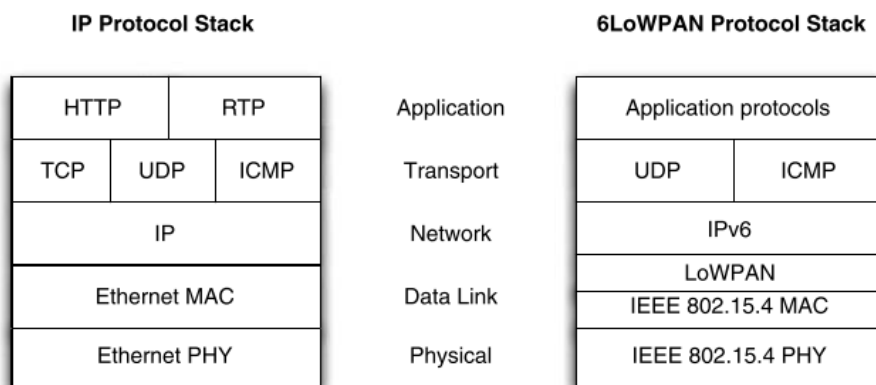 IP Protocol Stack 6LoWPAN Protocol Stack
HTTP RTP Application Application protocols
TCP UDP ICMP Transport UDP ICMP
IP Network IPv6
LoWPAN
Ethernet MAC Data Link IEEE 802.15.4 MAC
Ethernet PHY Physical IEEE 802.15.4 PHY